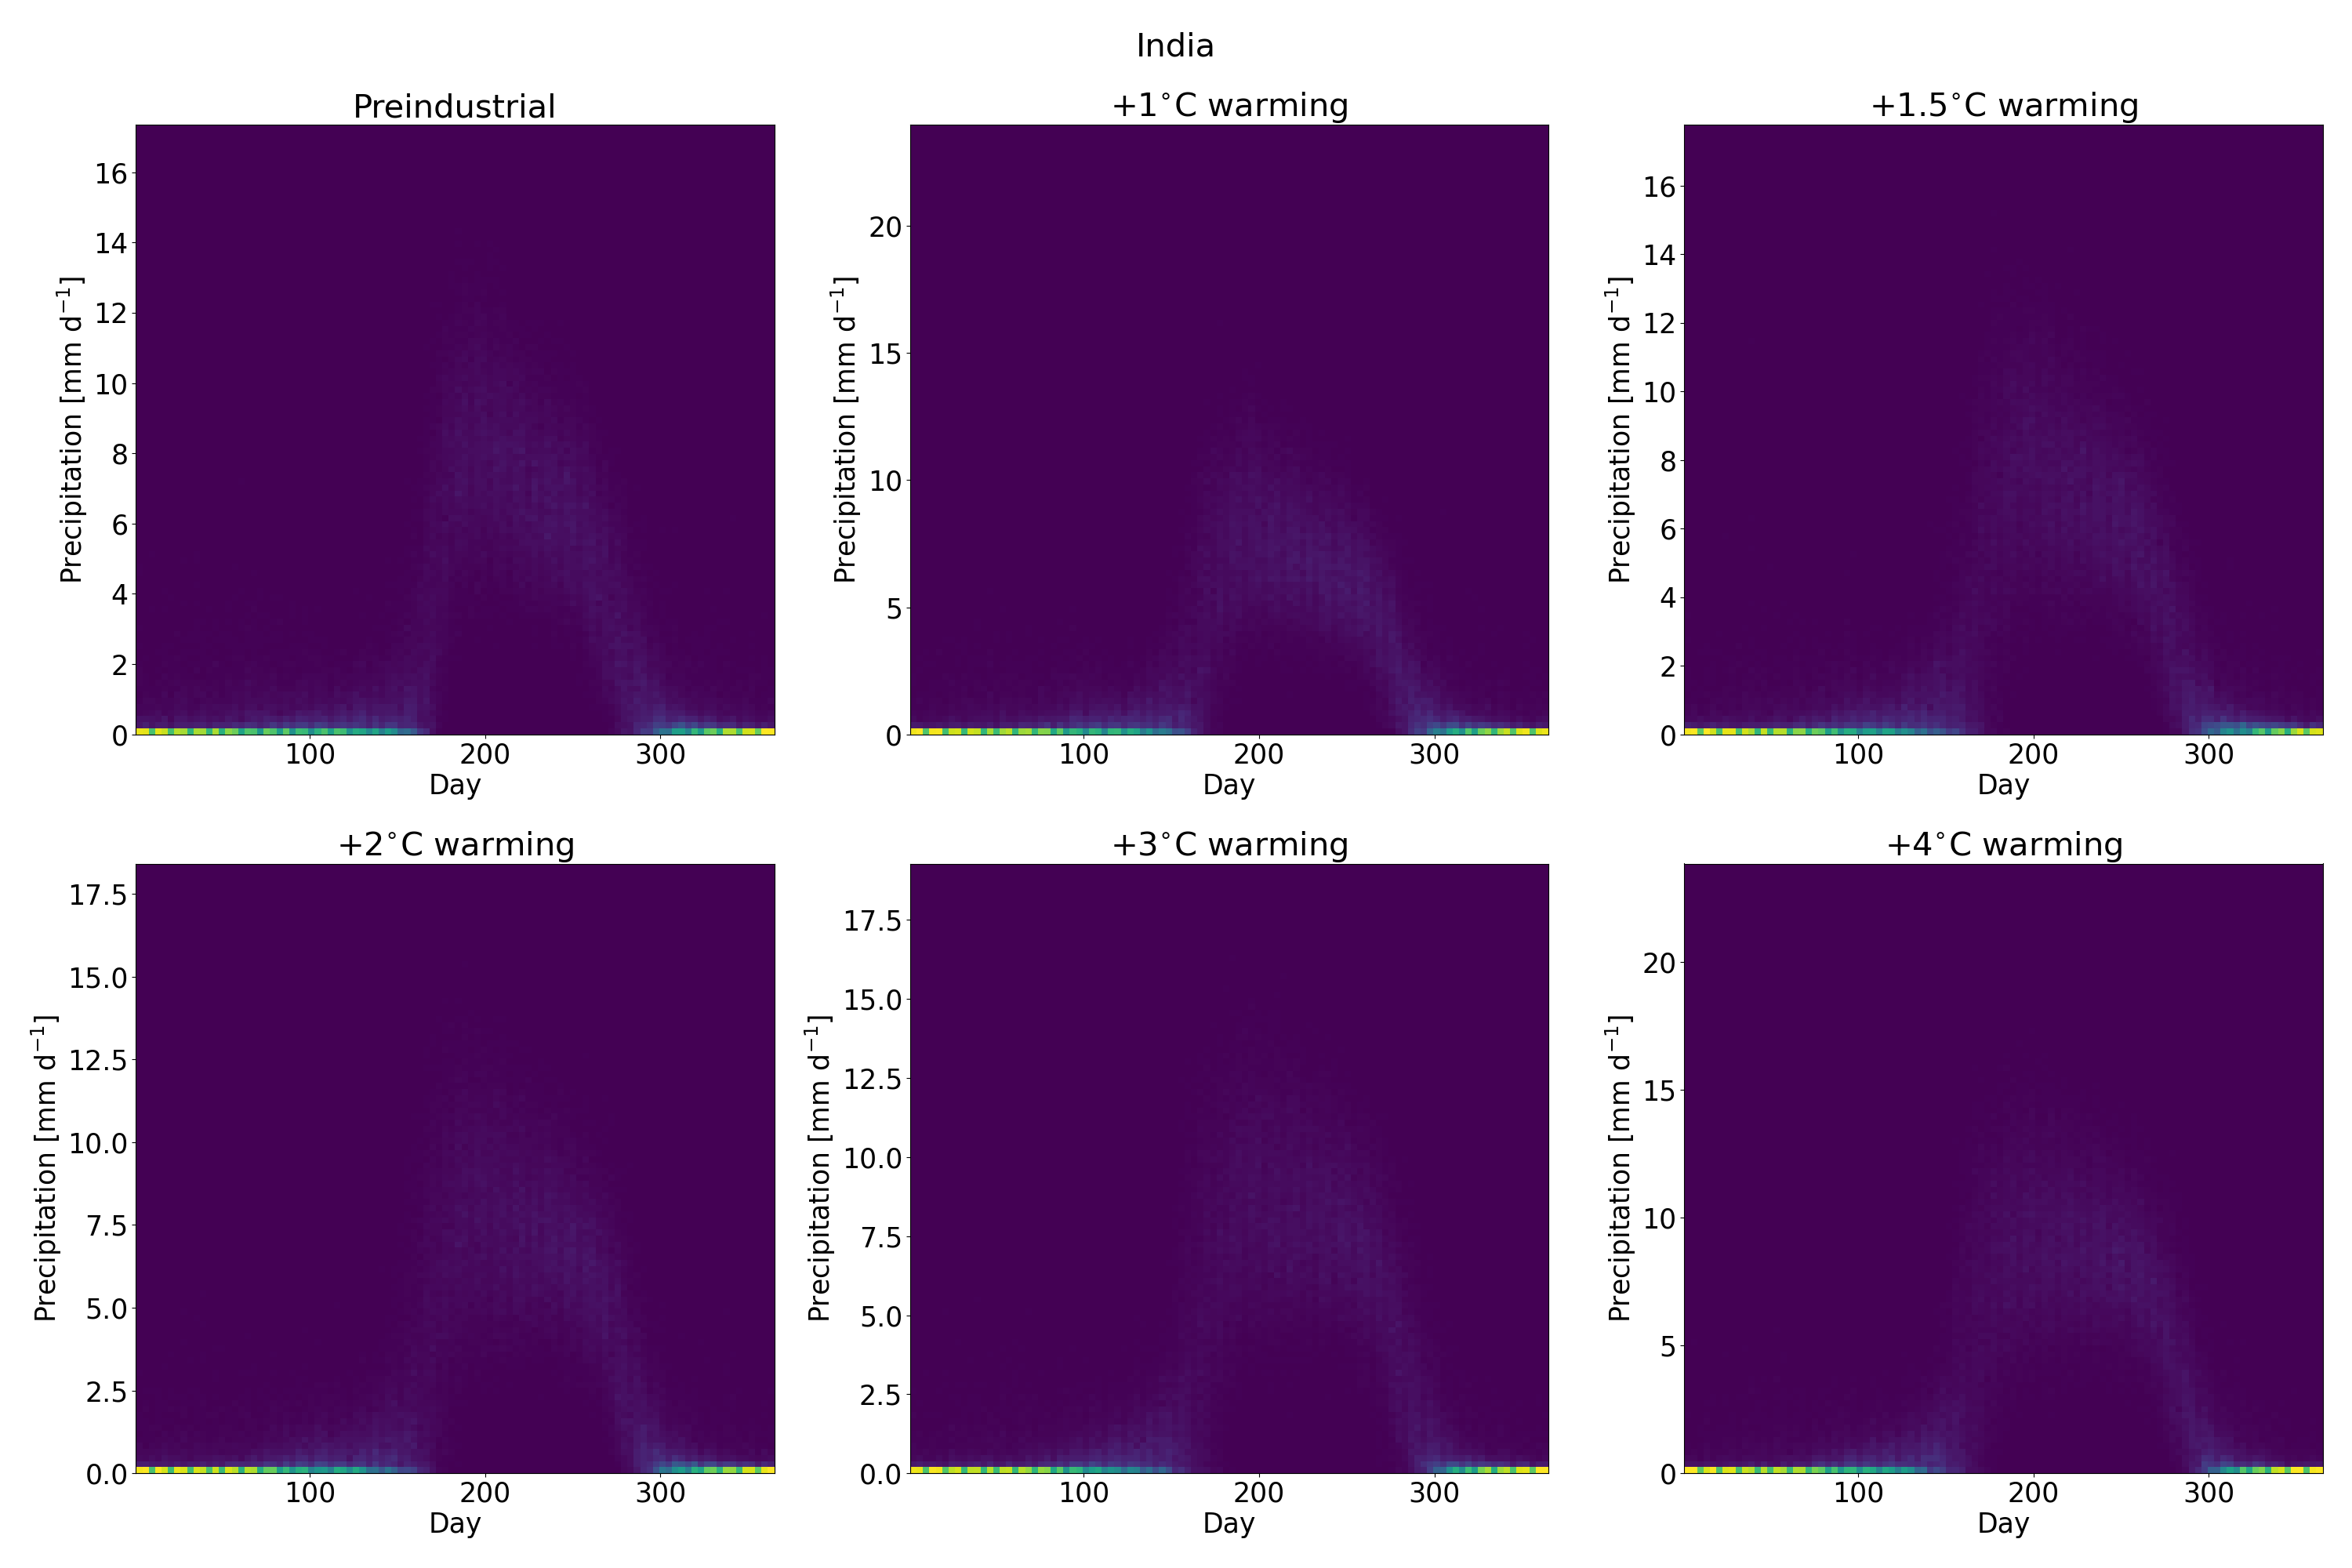 India
Preindustrial
+1°C warming
+1.5°C warming
16
14
12
10
8
6
4
2
0
Precipitation [mm d⁻¹]
100 200 300
Day
20
15
10
5
0
Precipitation [mm d⁻¹]
100 200 300
Day
16
14
12
10
8
6
4
2
0
Precipitation [mm d⁻¹]
100 200 300
Day
+2°C warming
+3°C warming
+4°C warming
17.5
15.0
12.5
10.0
7.5
5.0
2.5
0.0
Precipitation [mm d⁻¹]
100 200 300
Day
17.5
15.0
12.5
10.0
7.5
5.0
2.5
0.0
Precipitation [mm d⁻¹]
100 200 300
Day
20
15
10
5
0
Precipitation [mm d⁻¹]
100 200 300
Day